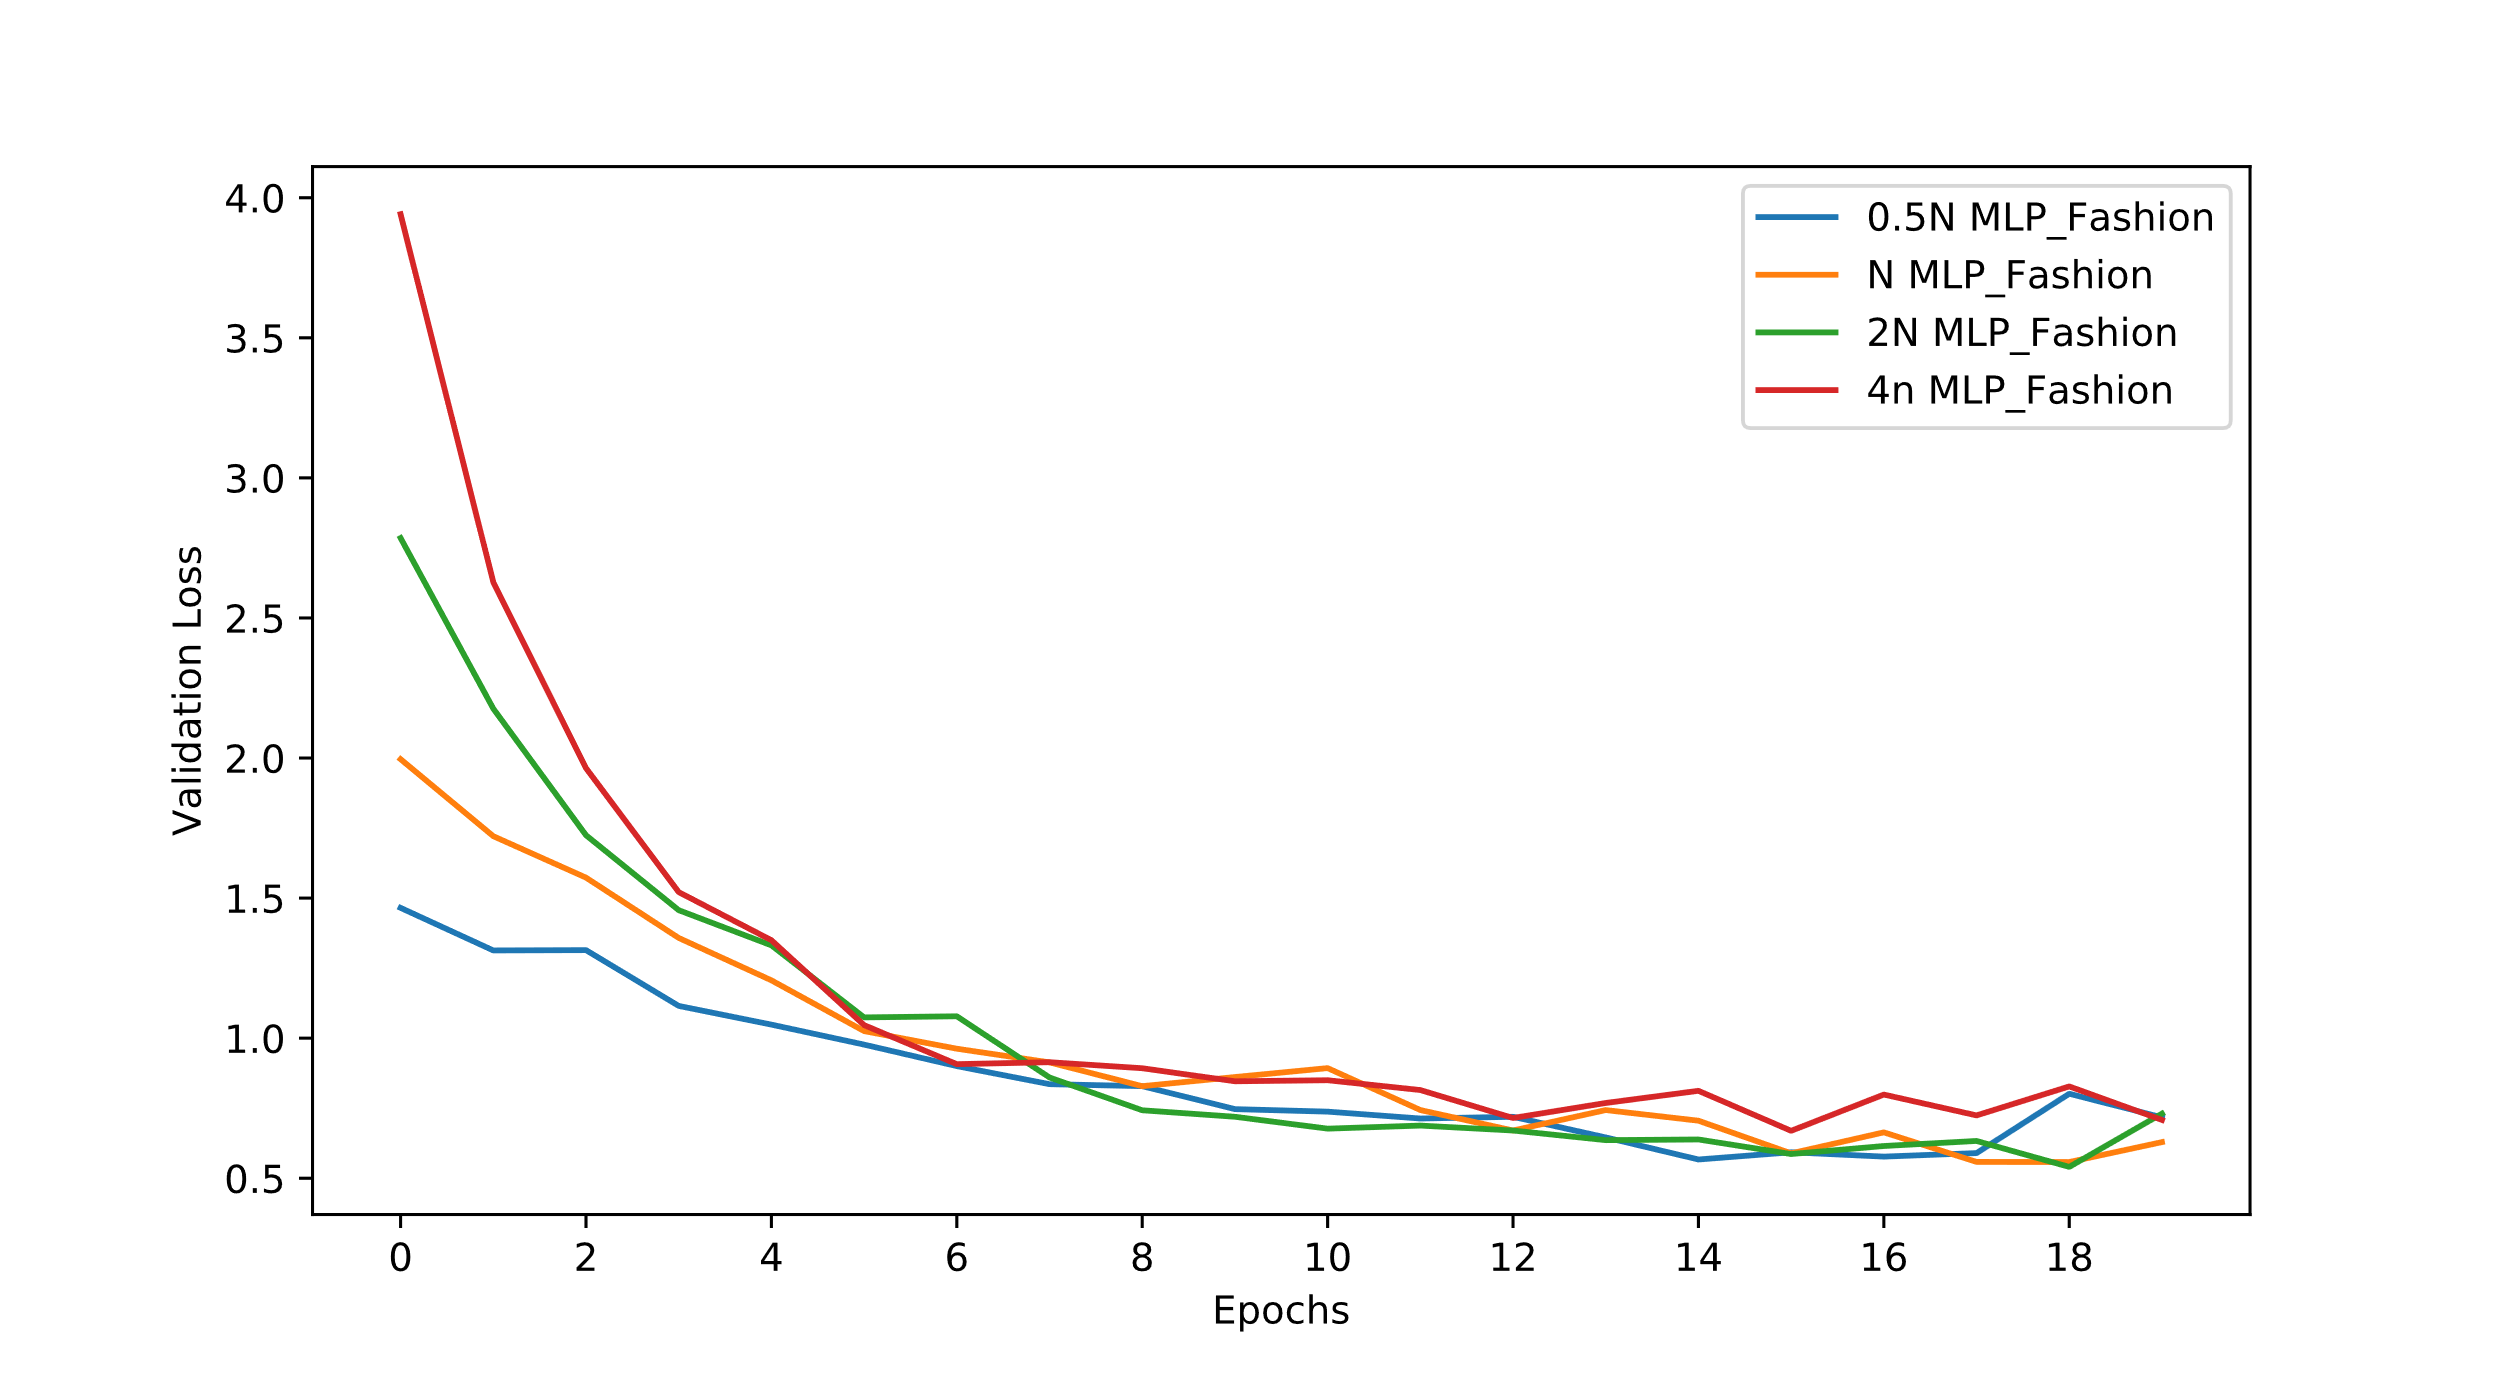 4.0
3.5
3.0
2.5
2.0
1.5
1.0
0.5
Validation Loss
0.5N MLP_Fashion
N MLP_Fashion
2N MLP_Fashion
4n MLP_Fashion
0 2 4 6 8 10 12 14 16 18
Epochs